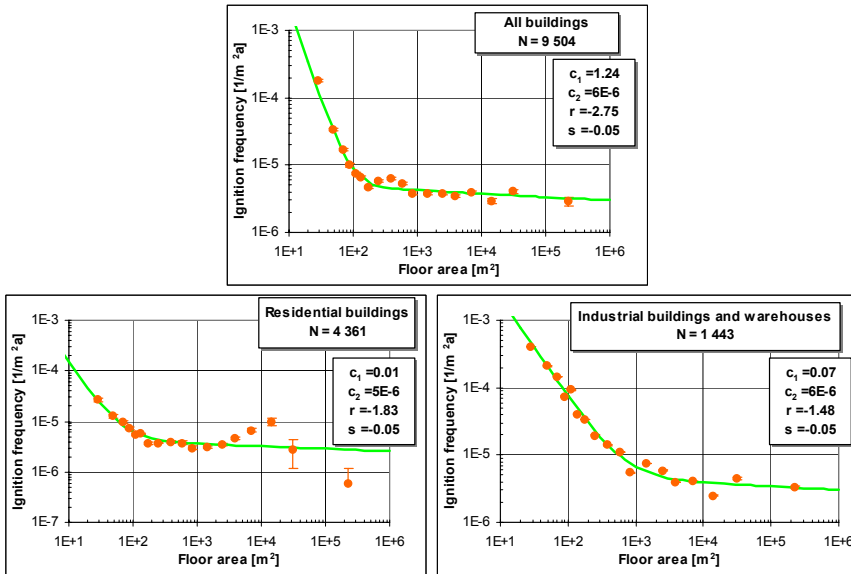 All buildings
N = 9 504
c1 =1.24
c2 =6E-6
r =-2.75
s =-0.05
Ignition frequency [1/m²a]
1E-3
1E-4
1E-5
1E-6
1E+1 1E+2 1E+3 1E+4 1E+5 1E+6
Floor area [m²]
Residential buildings
N = 4 361
c1 =0.01
c2 =5E-6
r =-1.83
s =-0.05
Ignition frequency [1/m²a]
1E-3
1E-4
1E-5
1E-6
1E-7
1E+1 1E+2 1E+3 1E+4 1E+5 1E+6
Floor area [m²]
Industrial buildings and warehouses
N = 1 443
c1 =0.07
c2 =6E-6
r =-1.48
s =-0.05
Ignition frequency [1/m²a]
1E-3
1E-4
1E-5
1E-6
1E+1 1E+2 1E+3 1E+4 1E+5 1E+6
Floor area [m²]